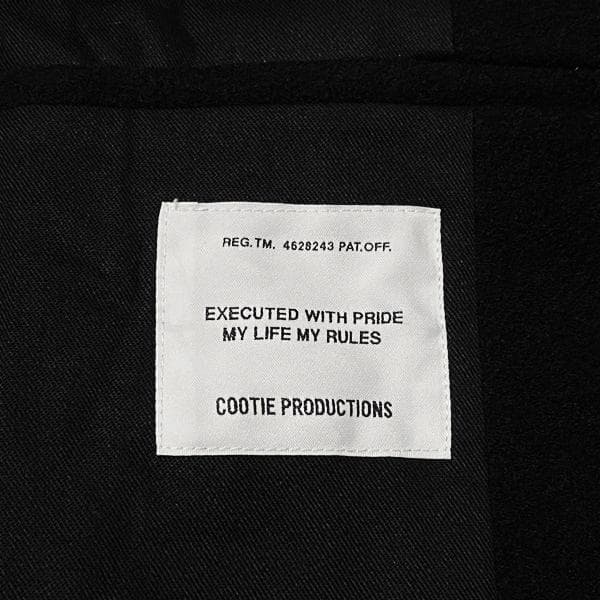 REG.TM. 4628243 PAT.OFF.
EXECUTED WITH PRIDE
MY LIFE MY RULES
COOTIE PRODUCTIONS